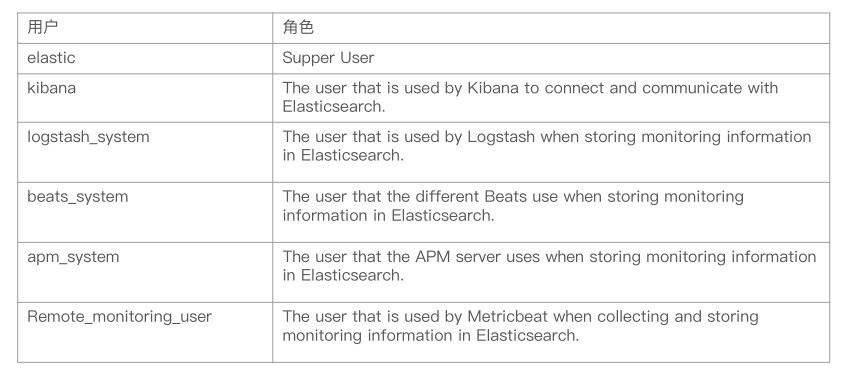 用户
角色
elastic
Supper User
kibana
The user that is used by Kibana to connect and communicate with
Elasticsearch.
logstash_system
The user that is used by Logstash when storing monitoring information
in Elasticsearch.
beats_system
The user that the different Beats use when storing monitoring
information in Elasticsearch.
apm_system
The user that the APM server uses when storing monitoring information
in Elasticsearch.
Remote_monitoring_user
The user that is used by Metricbeat when collecting and storing
monitoring information in Elasticsearch.